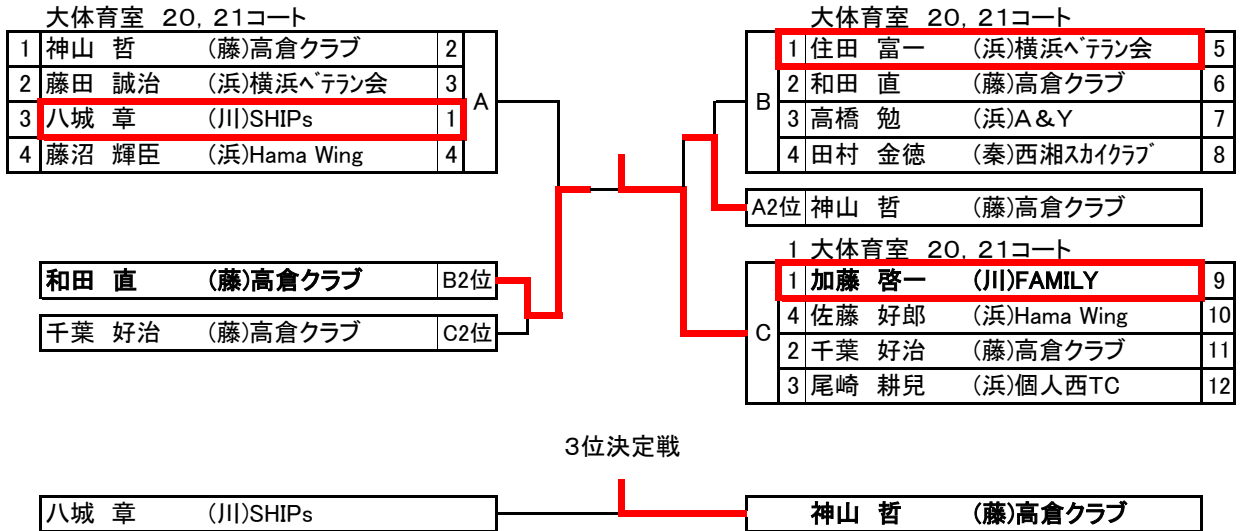 大体育室 20, 21コート
1 神山 哲 (藤)高倉クラブ 2
2 藤田 誠治 (浜)横浜ベテラン会 3
3 八城 章 (川)SHIPs 1
4 藤沼 輝臣 (浜)Hama Wing 4
A
和田 直 (藤)高倉クラブ B2位
千葉 好治 (藤)高倉クラブ C2位
大体育室 20, 21コート
B
1 住田 富一 (浜)横浜ベテラン会 5
2 和田 直 (藤)高倉クラブ 6
3 高橋 勉 (浜)A&Y 7
4 田村 金徳 (秦)西湘スカイクラブ 8
A2位 神山 哲 (藤)高倉クラブ
1 大体育室 20, 21コート
C
1 加藤 啓一 (川)FAMILY 9
4 佐藤 好郎 (浜)Hama Wing 10
2 千葉 好治 (藤)高倉クラブ 11
3 尾崎 耕兒 (浜)個人西TC 12
3位決定戦
八城 章 (川)SHIPs
神山 哲 (藤)高倉クラブ